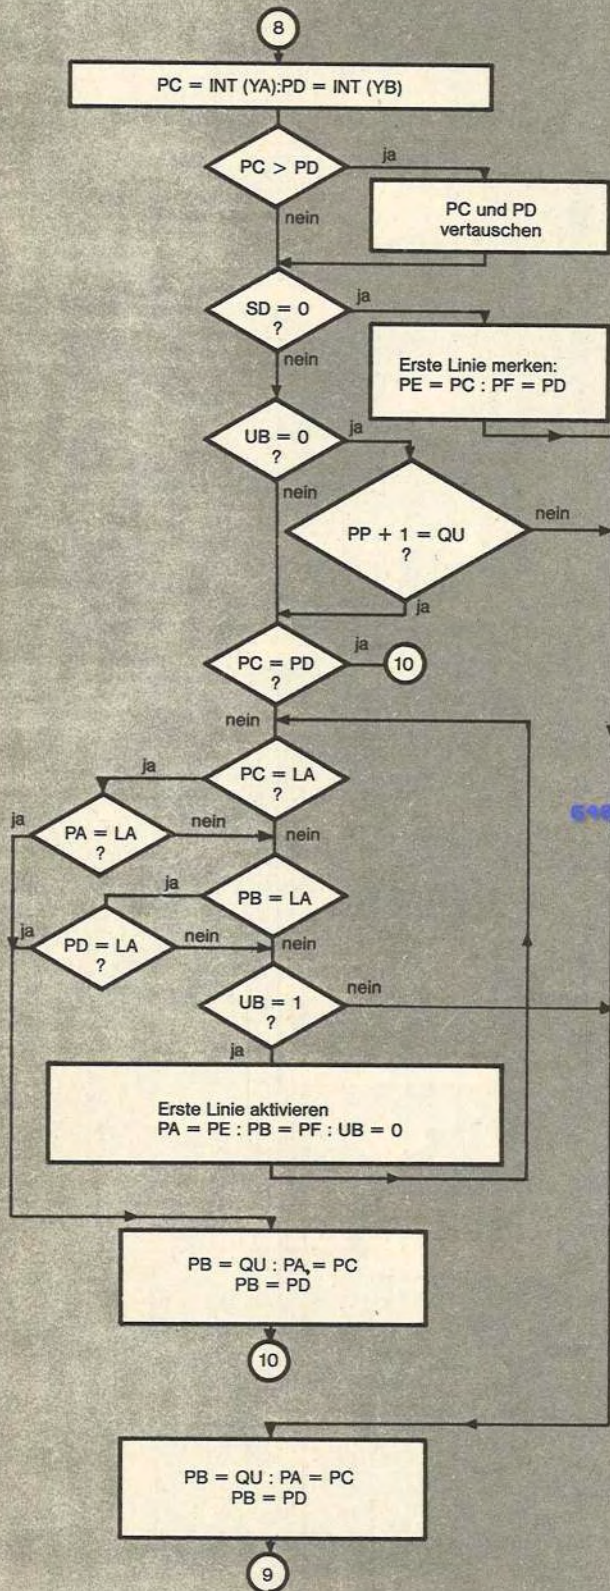 8
PC = INT (YA):PD = INT (YB)
PC > PD
ja
nein
PC und PD
vertauschen
SD = 0
?
ja
nein
Erste Linie merken:
PE = PC : PF = PD
UB = 0
?
ja
nein
PP + 1 = QU
?
nein
ja
PC = PD
?
ja
10
nein
PC = LA
?
ja
nein
PA = LA
?
ja
nein
PB = LA
ja
nein
PD = LA
?
ja
nein
UB = 1
?
nein
ja
Erste Linie aktivieren
PA = PE : PB = PF : UB = 0
PB = QU : PA = PC
PB = PD
10
PB = QU : PA = PC
PB = PD
9